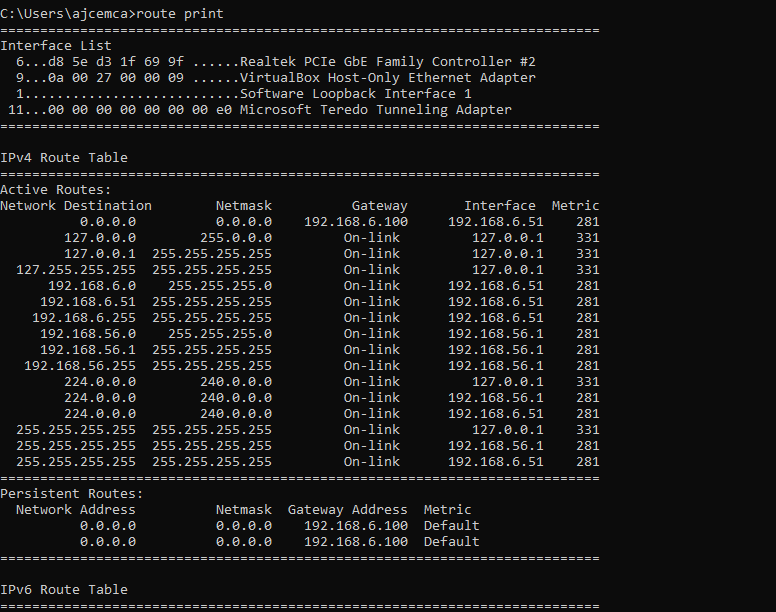 C:\Users\ajcemca>route print
===========================================================================
Interface List
  6...d8 5e d3 1f 69 9f ......Realtek PCIe GbE Family Controller #2
  9...0a 00 27 00 00 09 ......VirtualBox Host-Only Ethernet Adapter
  1...........................Software Loopback Interface 1
 11...00 00 00 00 00 00 00 e0 Microsoft Teredo Tunneling Adapter
===========================================================================
IPv4 Route Table
===========================================================================
Active Routes:
Network Destination        Netmask          Gateway       Interface  Metric
          0.0.0.0          0.0.0.0    192.168.6.100     192.168.6.51    281
        127.0.0.0        255.0.0.0         On-link         127.0.0.1    331
        127.0.0.1  255.255.255.255         On-link         127.0.0.1    331
  127.255.255.255  255.255.255.255         On-link         127.0.0.1    331
      192.168.6.0    255.255.255.0         On-link      192.168.6.51    281
     192.168.6.51  255.255.255.255         On-link      192.168.6.51    281
    192.168.6.255  255.255.255.255         On-link      192.168.6.51    281
     192.168.56.0    255.255.255.0         On-link      192.168.56.1    281
     192.168.56.1  255.255.255.255         On-link      192.168.56.1    281
   192.168.56.255  255.255.255.255         On-link      192.168.56.1    281
        224.0.0.0        240.0.0.0         On-link         127.0.0.1    331
        224.0.0.0        240.0.0.0         On-link      192.168.56.1    281
        224.0.0.0        240.0.0.0         On-link      192.168.6.51    281
  255.255.255.255  255.255.255.255         On-link         127.0.0.1    331
  255.255.255.255  255.255.255.255         On-link      192.168.56.1    281
  255.255.255.255  255.255.255.255         On-link      192.168.6.51    281
===========================================================================
Persistent Routes:
  Network Address          Netmask  Gateway Address  Metric
          0.0.0.0          0.0.0.0    192.168.6.100  Default
          0.0.0.0          0.0.0.0    192.168.6.100  Default
===========================================================================
IPv6 Route Table
===========================================================================